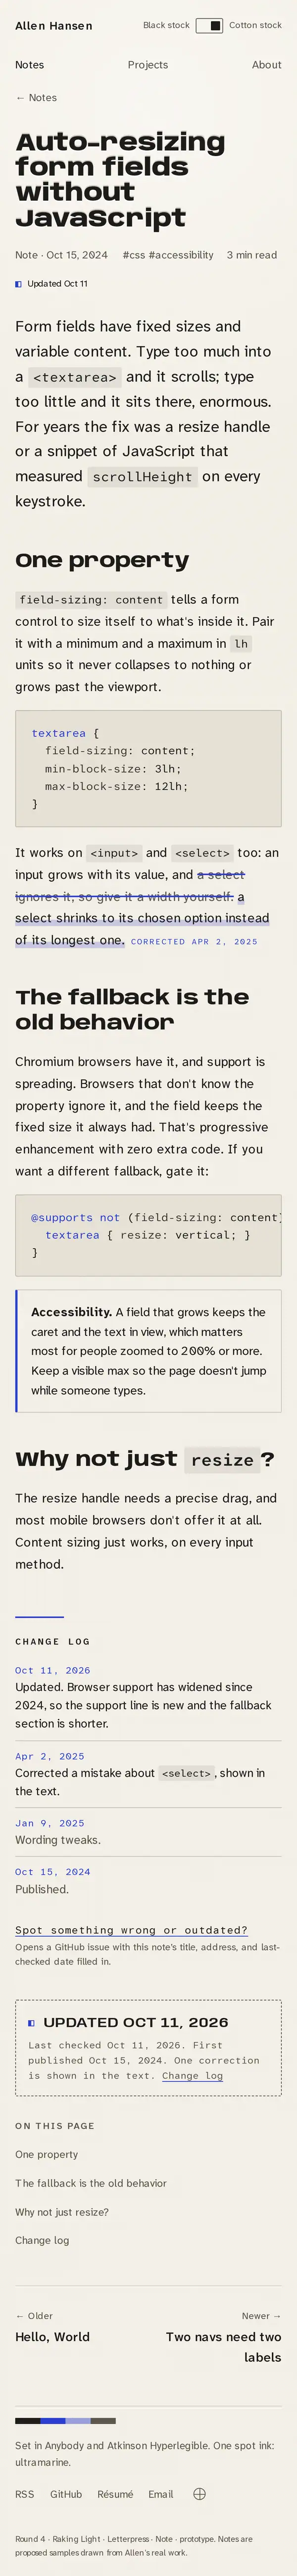 Allen Hansen
Black stock
Cotton stock
Notes
Projects
About
← Notes
Auto-resizing
form fields
without
JavaScript
Note · Oct 15, 2024 #css #accessibility 3 min read
Updated Oct 11
Form fields have fixed sizes and
variable content. Type too much into
a <textarea> and it scrolls; type
too little and it sits there, enormous.
For years the fix was a resize handle
or a snippet of JavaScript that
measured scrollHeight on every
keystroke.
One property
field-sizing: content tells a form
control to size itself to what's inside it. Pair
it with a minimum and a maximum in lh
units so it never collapses to nothing or
grows past the viewport.
textarea {
  field-sizing: content;
  min-block-size: 3lh;
  max-block-size: 12lh;
}
It works on <input> and <select> too: an
input grows with its value, and a select
ignores it, so give it a width yourself. a
select shrinks to its chosen option instead
of its longest one. CORRECTED APR 2, 2025
The fallback is the
old behavior
Chromium browsers have it, and support is
spreading. Browsers that don't know the
property ignore it, and the field keeps the
fixed size it always had. That's progressive
enhancement with zero extra code. If you
want a different fallback, gate it:
@supports not (field-sizing: content)
  textarea { resize: vertical; }
}
Accessibility. A field that grows keeps the
caret and the text in view, which matters
most for people zoomed to 200% or more.
Keep a visible max so the page doesn't jump
while someone types.
Why not just resize?
The resize handle needs a precise drag, and
most mobile browsers don't offer it at all.
Content sizing just works, on every input
method.
CHANGE LOG
Oct 11, 2026
Updated. Browser support has widened since
2024, so the support line is new and the fallback
section is shorter.
Apr 2, 2025
Corrected a mistake about <select>, shown in
the text.
Jan 9, 2025
Wording tweaks.
Oct 15, 2024
Published.
Spot something wrong or outdated?
Opens a GitHub issue with this note's title, address, and last-
checked date filled in.
UPDATED OCT 11, 2026
Last checked Oct 11, 2026. First
published Oct 15, 2024. One correction
is shown in the text. Change log
ON THIS PAGE
One property
The fallback is the old behavior
Why not just resize?
Change log
← Older
Hello, World
Newer →
Two navs need two
labels
Set in Anybody and Atkinson Hyperlegible. One spot ink:
ultramarine.
RSS GitHub Résumé Email
Round 4 · Raking Light · Letterpress · Note · prototype. Notes are
proposed samples drawn from Allen's real work.